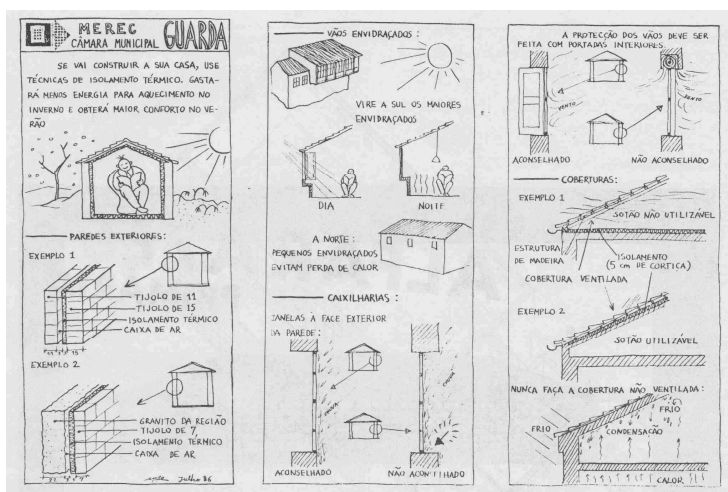 MEREC
CÂMARA MUNICIPAL
GUARDA
SE VAI CONSTRUIR A SUA CASA, USE
TÉCNICAS DE ISOLAMENTO TÉRMICO. GASTA-
RÁ MENOS ENERGIA PARA AQUECIMENTO NO
INVERNO E OBTERÁ MAIOR CONFORTO NO VE-
RÃO
PAREDES EXTERIORES:
EXEMPLO 1
TIJOLO DE 11
TIJOLO DE 15
ISOLAMENTO TÉRMICO
CAIXA DE AR
EXEMPLO 2
GRANITO DA REGIÃO
TIJOLO DE 7
ISOLAMENTO TÉRMICO
CAIXA DE AR
Julho 86
VÃOS ENVIDRAÇADOS:
VIRE A SUL OS MAIORES
ENVIDRAÇADOS
DIA
NOITE
A NORTE:
PEQUENOS ENVIDRAÇADOS
EVITAM PERDA DE CALOR
CAIXILHARIAS:
JANELAS À FACE EXTERIOR
DA PAREDE:
CHUVA
CHUVA
ACONSELHADO
NÃO ACONSELHADO
A PROTECÇÃO DOS VÃOS DEVE SER
FEITA COM PORTADAS INTERIORES.
VENTO
VENTO
ACONSELHADO
NÃO ACONSELHADO
COBERTURAS:
EXEMPLO 1
SOTÃO NÃO UTILIZÁVEL
ESTRUTURA
DE MADEIRA
ISOLAMENTO
(5 cm DE CORTIÇA)
COBERTURA VENTILADA
EXEMPLO 2
SOTÃO UTILIZÁVEL
NUNCA FAÇA A COBERTURA NÃO VENTILADA:
FRIO
FRIO
CONDENSAÇÃO
CALOR